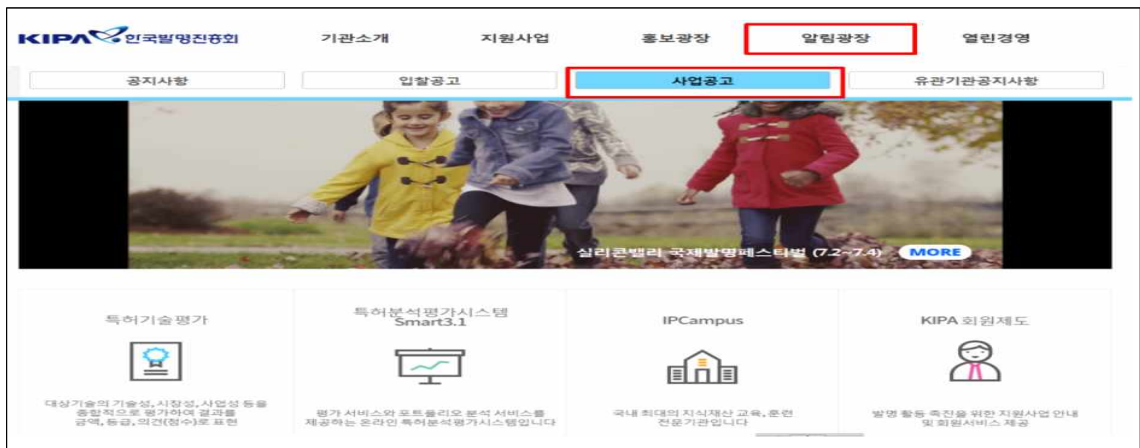 KIPA 한국발명진흥회
기관소개 지원사업 홍보광장 알림광장 열린경영
공지사항 입찰공고 사업공고 유관기관공지사항
실리콘밸리 국제발명페스티벌 (7.2~7.4) MORE
특허기술평가
대상기술의 기술성, 시장성, 사업성 등을
종합적으로 평가하여 결과를
금액, 등급, 의견(점수)로 표현
특허분석평가시스템
Smart3.1
평가 서비스와 포트폴리오 분석 서비스를
제공하는 온라인 특허분석평가시스템입니다
IPCampus
국내 최대의 지식재산 교육, 훈련
전문기관입니다
KIPA 회원제도
발명 활동 촉진을 위한 지원사업 안내
및 회원서비스 제공